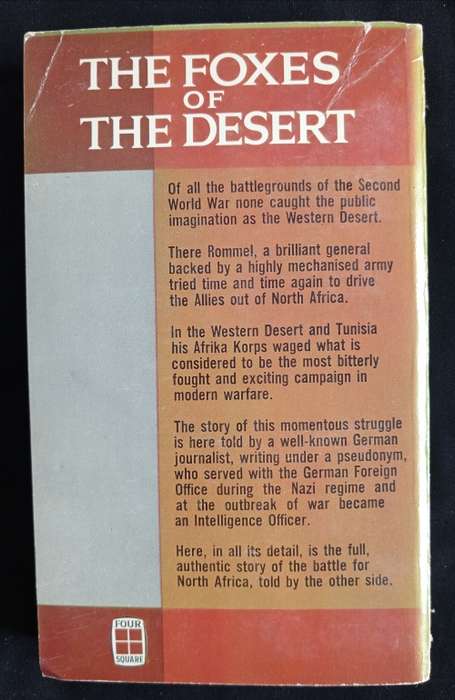 THE FOXES
OF
THE DESERT
Of all the battlegrounds of the Second
World War none caught the public
imagination as the Western Desert.
There Rommel, a brilliant general
backed by a highly mechanised army
tried time and time again to drive
the Allies out of North Africa.
In the Western Desert and Tunisia
his Afrika Korps waged what is
considered to be the most bitterly
fought and exciting campaign in
modern warfare.
The story of this momentous struggle
is here told by a well-known German
journalist, writing under a pseudonym,
who served with the German Foreign
Office during the Nazi regime and
at the outbreak of war became
an Intelligence Officer.
Here, in all its detail, is the full,
authentic story of the battle for
North Africa, told by the other side.
FOUR
SQUARE